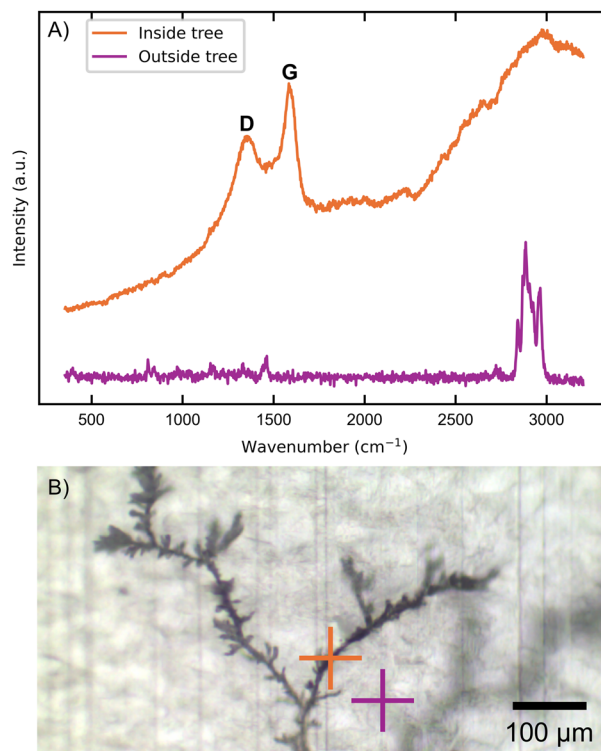 A)
Inside tree
Outside tree
D
G
Intensity (a.u.)
500 1000 1500 2000 2500 3000
Wavenumber (cm⁻¹)
B)
100 µm